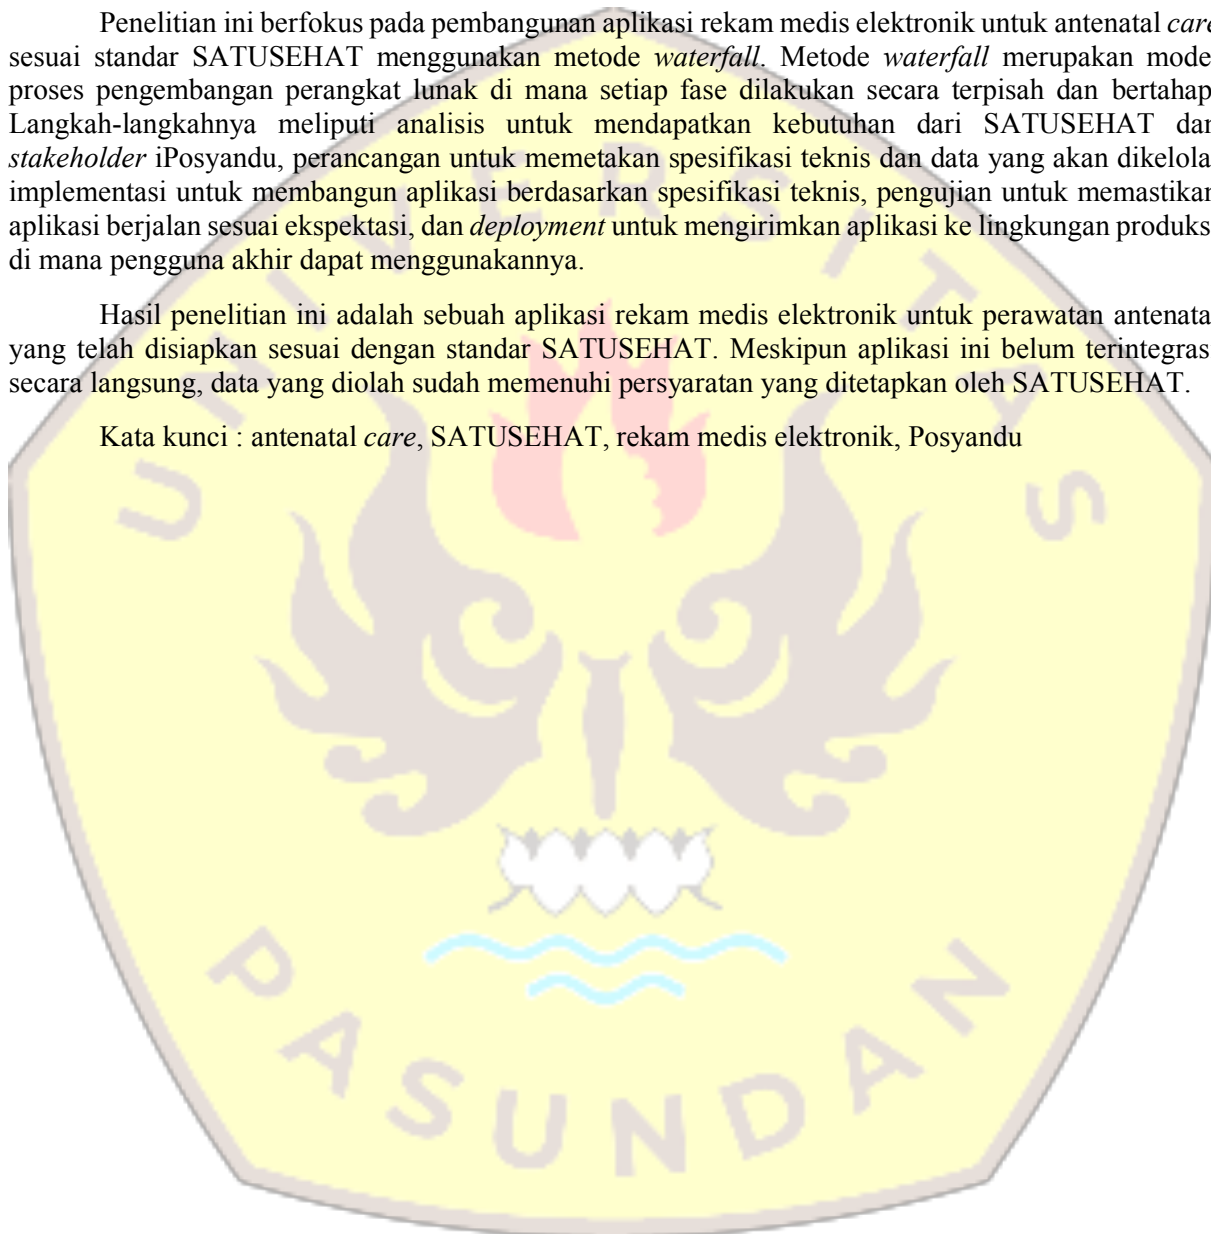 Penelitian ini berfokus pada pembangunan aplikasi rekam medis elektronik untuk antenatal care
sesuai standar SATUSEHAT menggunakan metode waterfall. Metode waterfall merupakan mode
proses pengembangan perangkat lunak di mana setiap fase dilakukan secara terpisah dan bertahap
Langkah-langkahnya meliputi analisis untuk mendapatkan kebutuhan dari SATUSEHAT dan
stakeholder iPosyandu, perancangan untuk memetakan spesifikasi teknis dan data yang akan dikelola
implementasi untuk membangun aplikasi berdasarkan spesifikasi teknis, pengujian untuk memastikan
aplikasi berjalan sesuai ekspektasi, dan deployment untuk mengirimkan aplikasi ke lingkungan produks
di mana pengguna akhir dapat menggunakannya.
Hasil penelitian ini adalah sebuah aplikasi rekam medis elektronik untuk perawatan antenata
yang telah disiapkan sesuai dengan standar SATUSEHAT. Meskipun aplikasi ini belum terintegras
secara langsung, data yang diolah sudah memenuhi persyaratan yang ditetapkan oleh SATUSEHAT.
Kata kunci : antenatal care, SATUSEHAT, rekam medis elektronik, Posyandu
UNIVERSITAS
PASUNDAN